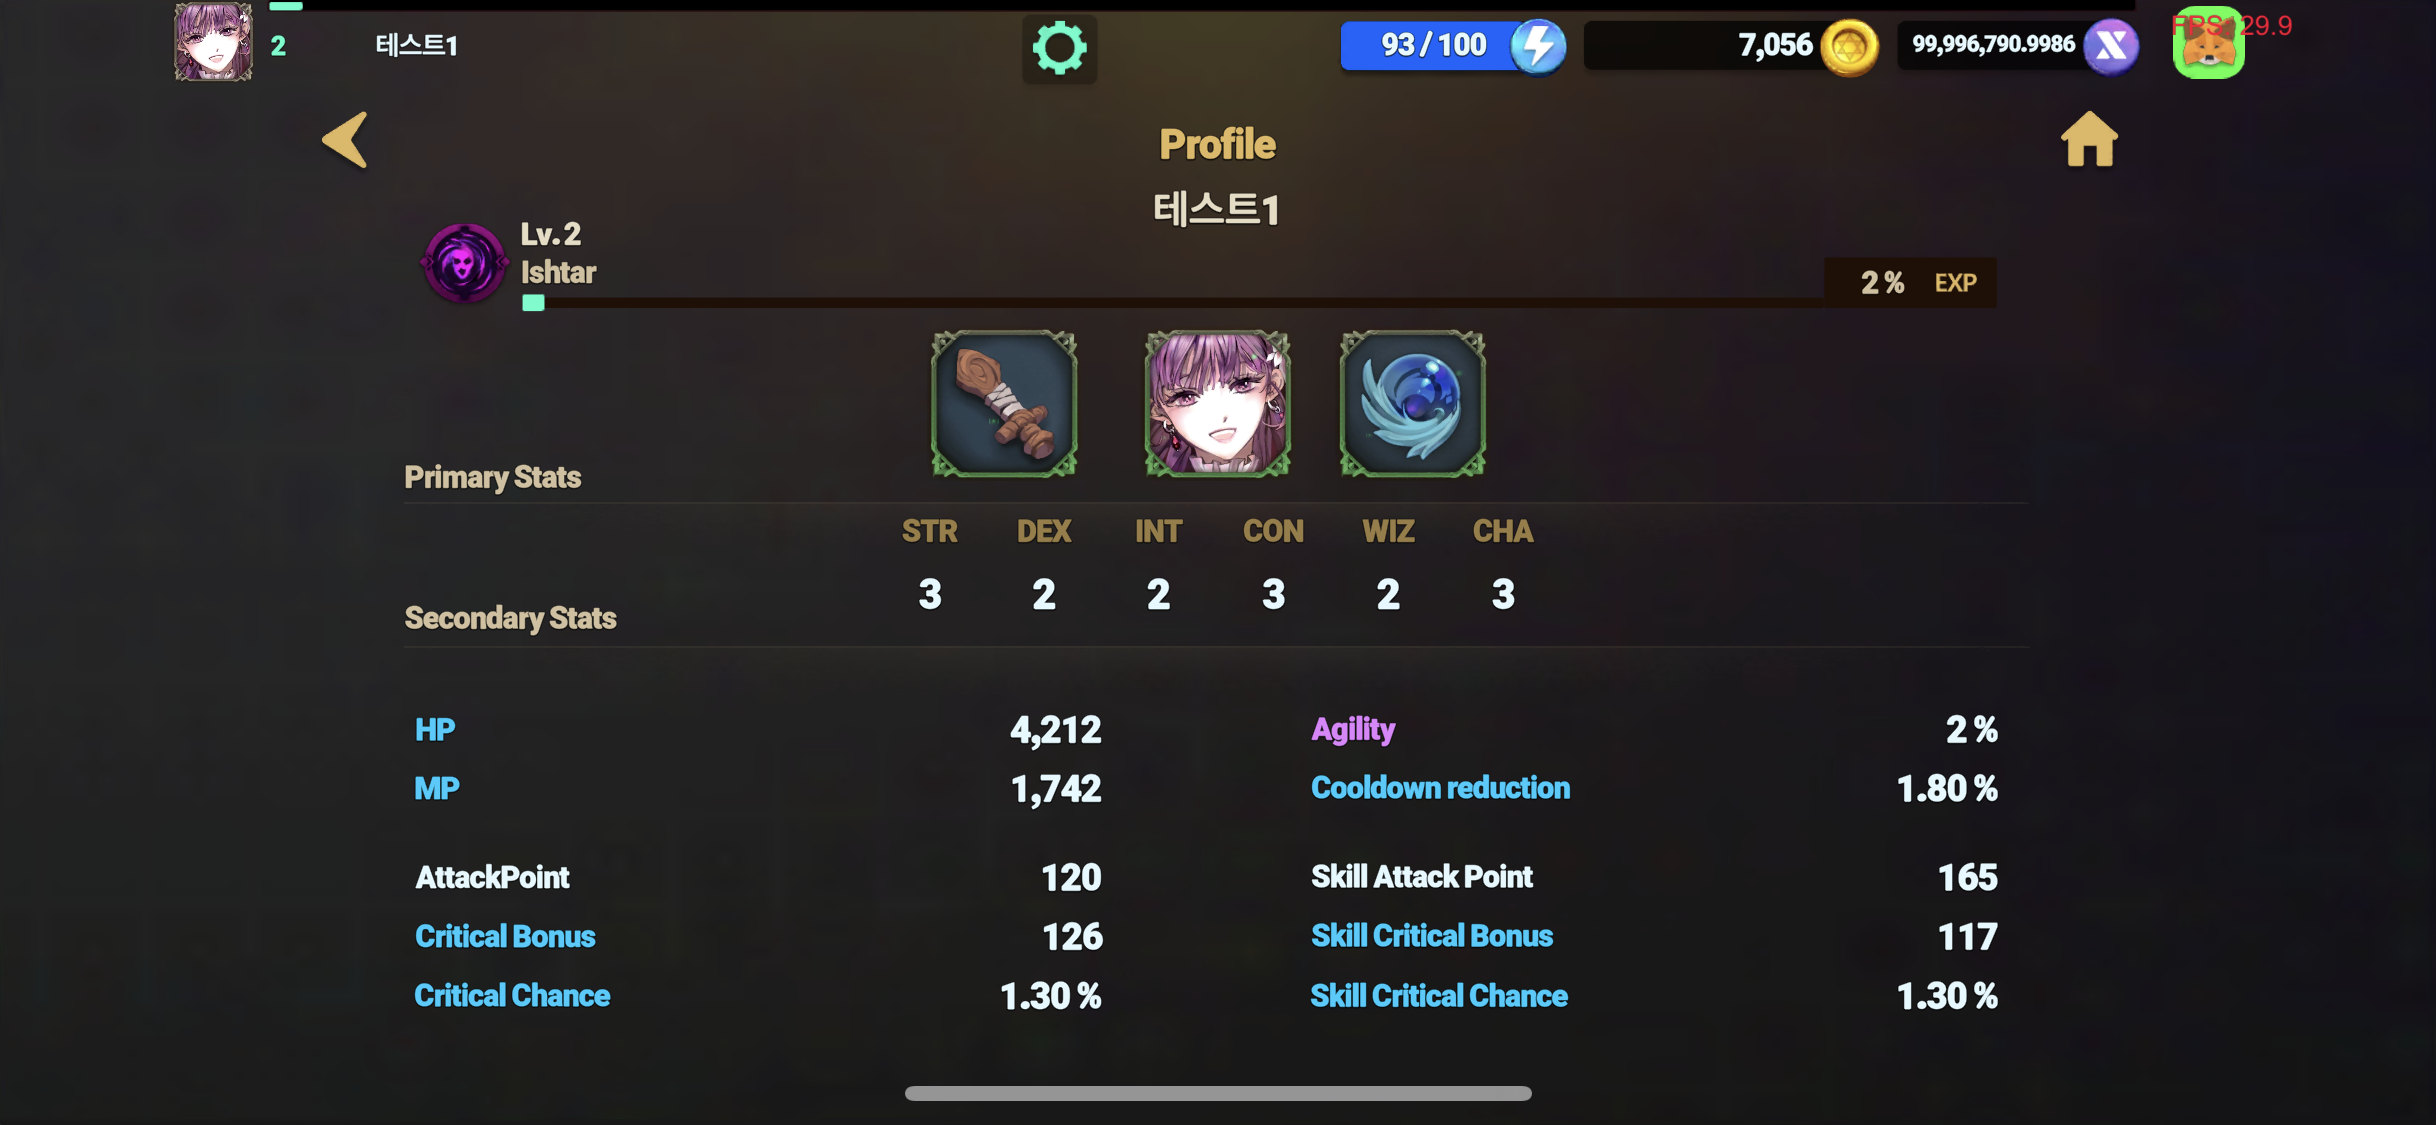 2 테스트1 93 / 100 7,056 99,996,790.9986 FPS: 29.9
Profile
테스트1
Lv. 2
Ishtar
2 % EXP
Primary Stats
STR DEX INT CON WIZ CHA
3 2 2 3 2 3
Secondary Stats
HP 4,212 Agility 2 %
MP 1,742 Cooldown reduction 1.80 %
AttackPoint 120 Skill Attack Point 165
Critical Bonus 126 Skill Critical Bonus 117
Critical Chance 1.30 % Skill Critical Chance 1.30 %